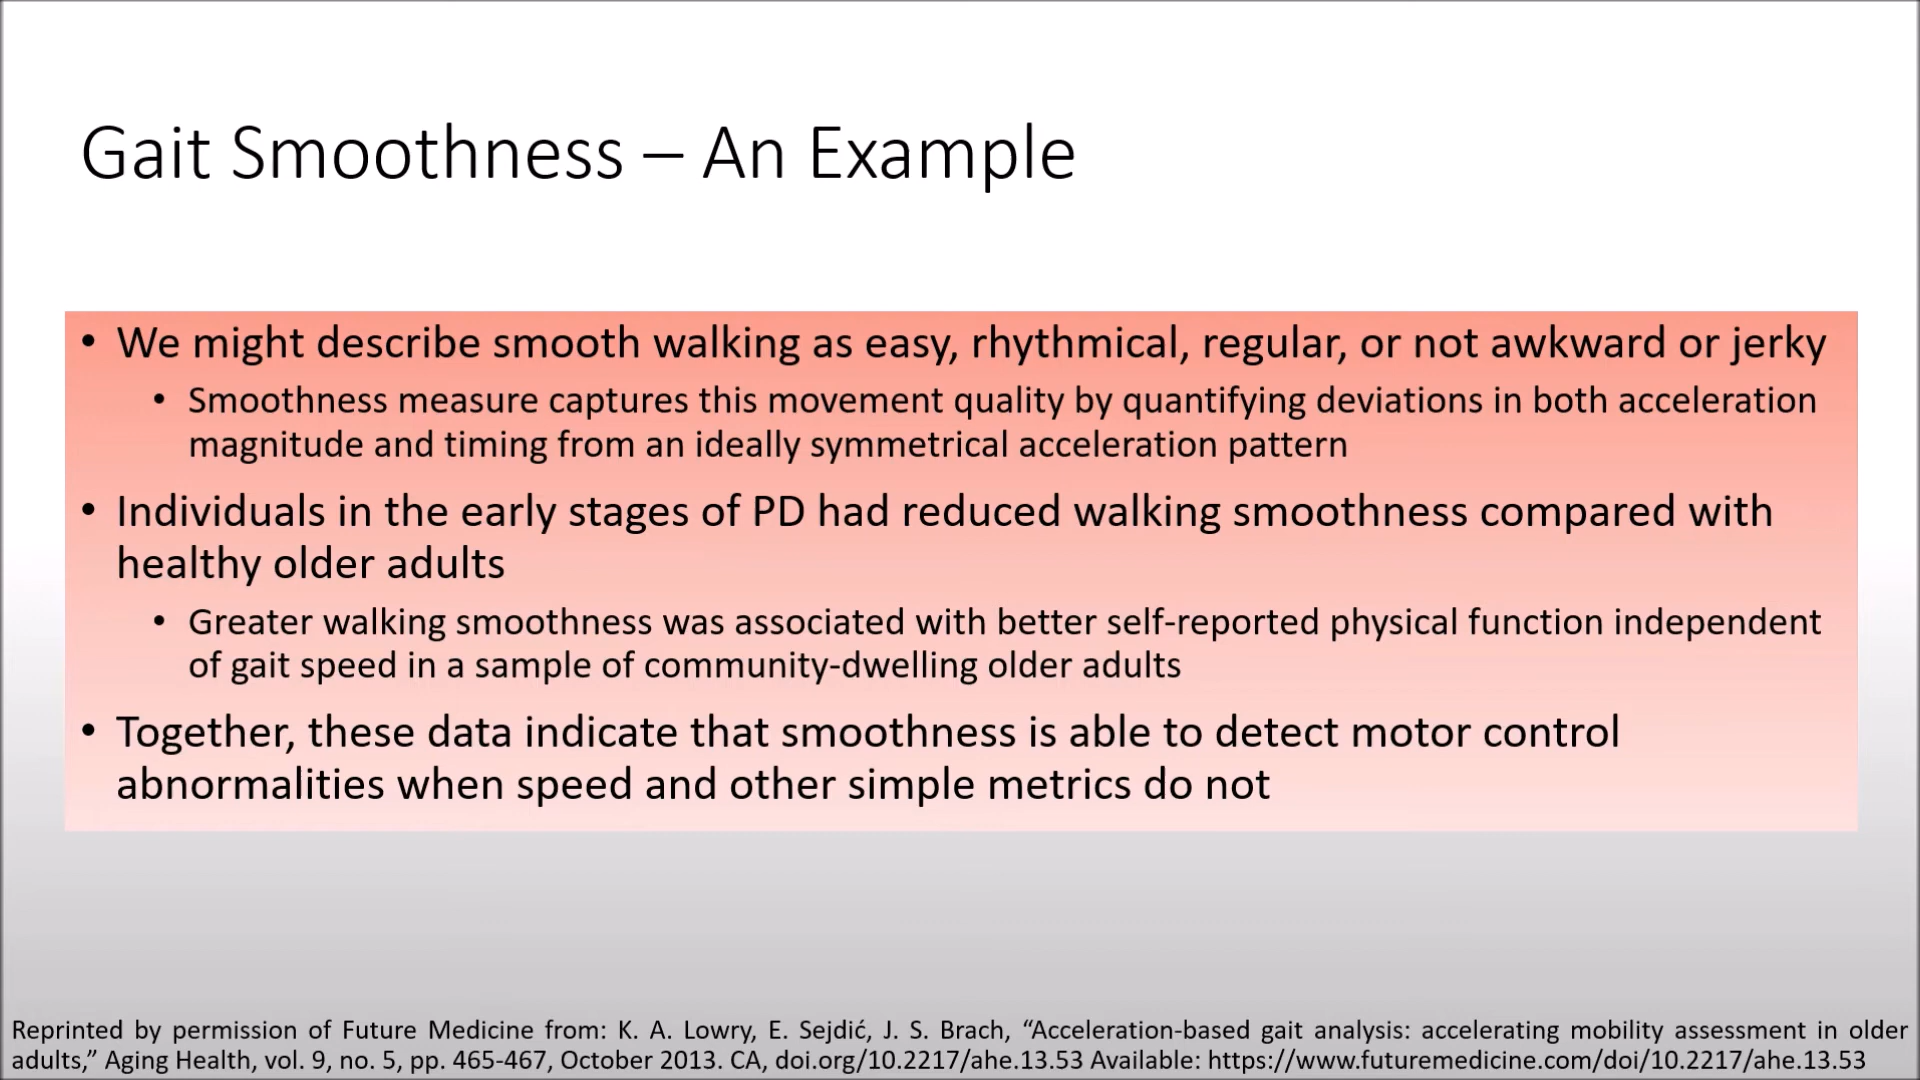 Gait Smoothness – An Example
• We might describe smooth walking as easy, rhythmical, regular, or not awkward or jerky
• Smoothness measure captures this movement quality by quantifying deviations in both acceleration
magnitude and timing from an ideally symmetrical acceleration pattern
• Individuals in the early stages of PD had reduced walking smoothness compared with
healthy older adults
• Greater walking smoothness was associated with better self-reported physical function independent
of gait speed in a sample of community-dwelling older adults
• Together, these data indicate that smoothness is able to detect motor control
abnormalities when speed and other simple metrics do not
Reprinted by permission of Future Medicine from: K. A. Lowry, E. Sejdić, J. S. Brach, “Acceleration-based gait analysis: accelerating mobility assessment in older
adults,” Aging Health, vol. 9, no. 5, pp. 465-467, October 2013. CA, doi.org/10.2217/ahe.13.53 Available: https://www.futuremedicine.com/doi/10.2217/ahe.13.53